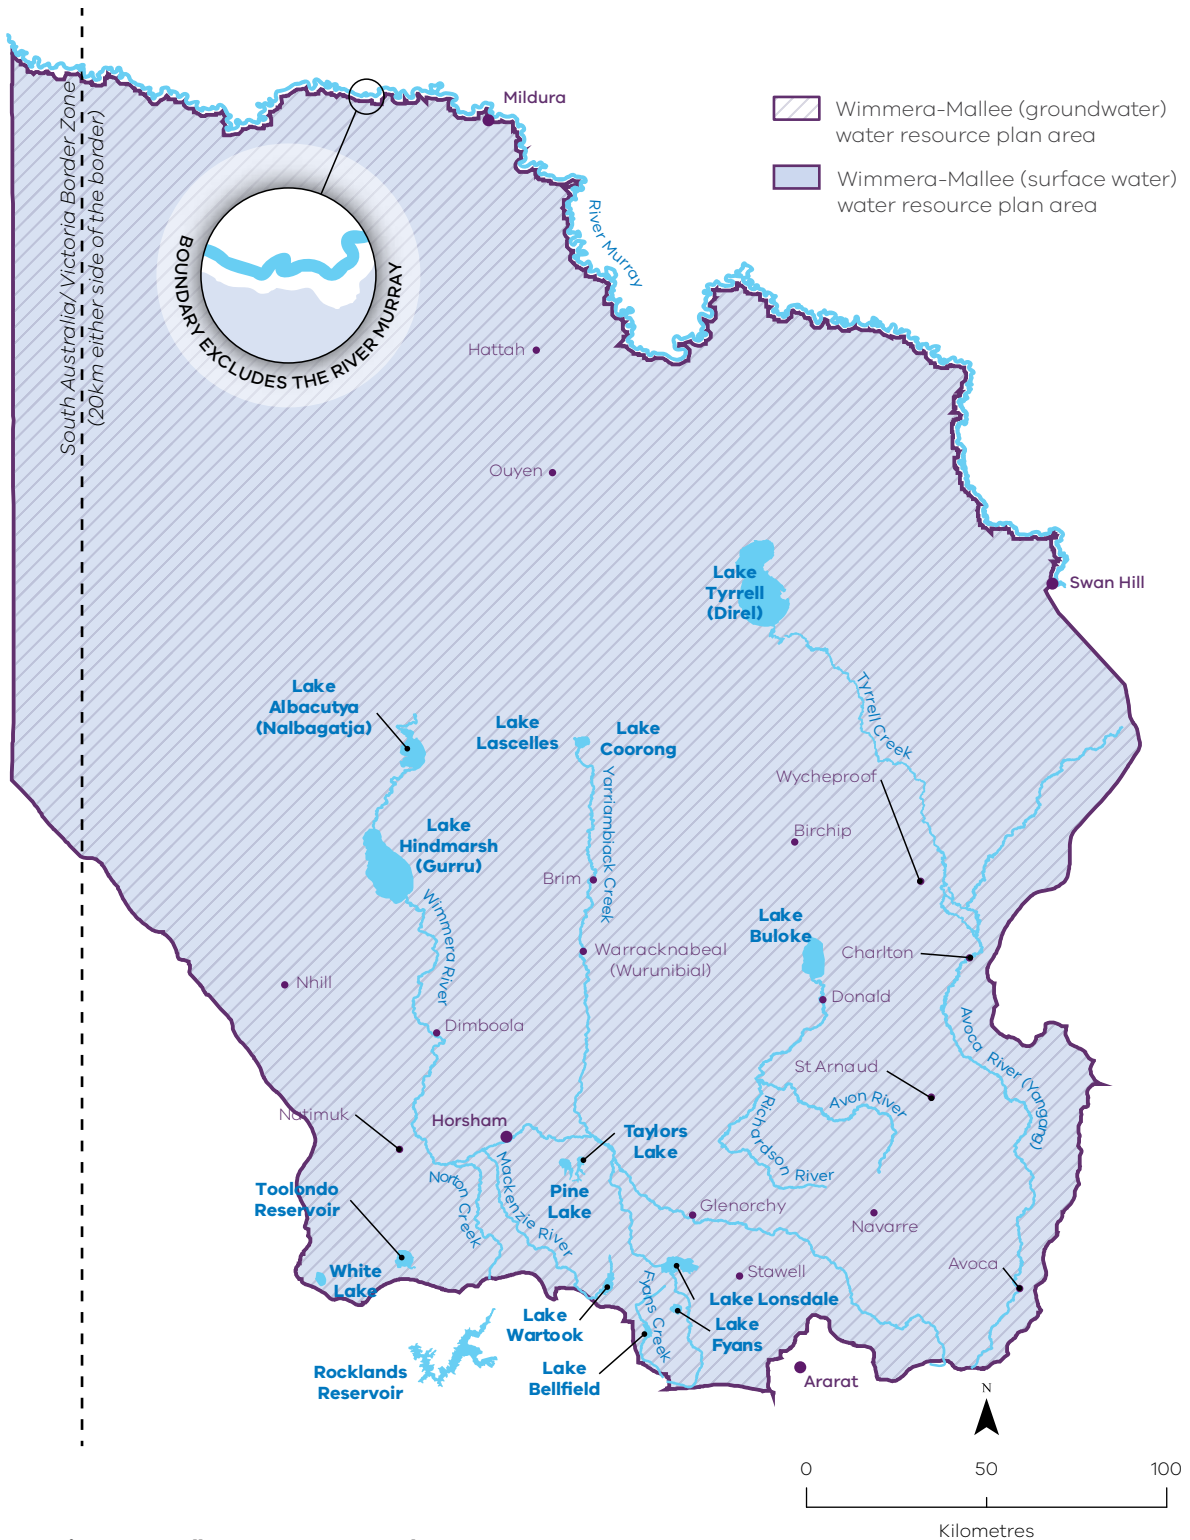 Mildura
Wimmera-Mallee (groundwater)
water resource plan area
Wimmera-Mallee (surface water)
water resource plan area
South Australia/Victoria Border Zone
(20km either side of the border)
River Murray
BOUNDARY EXCLUDES THE RIVER MURRAY
Hattah
Ouyen
Lake
Tyrrell
(Direl)
Swan Hill
Lake
Albacutya
(Nalbagatja)
Lake
Lascelles
Lake
Coorong
Tyrrell Creek
Wycheproof
Yarriambiack Creek
Birchip
Lake
Hindmarsh
(Gurru)
Brim
Wimmera River
Lake
Buloke
Warracknabeal
(Wurunibial)
Charlton
Nhill
Donald
Dimboola
Avoca River (Yangang)
St Arnaud
Avon River
Richardson River
Natimuk
Horsham
Taylors
Lake
Mackenzie River
Norton Creek
Toolondo
Reservoir
Pine
Lake
Glenorchy
Navarre
White
Lake
Stawell
Avoca
Fyans Creek
Lake Lonsdale
Lake
Wartook
Lake
Fyans
Rocklands
Reservoir
Lake
Bellfield
Ararat
N
0 50 100
Kilometres